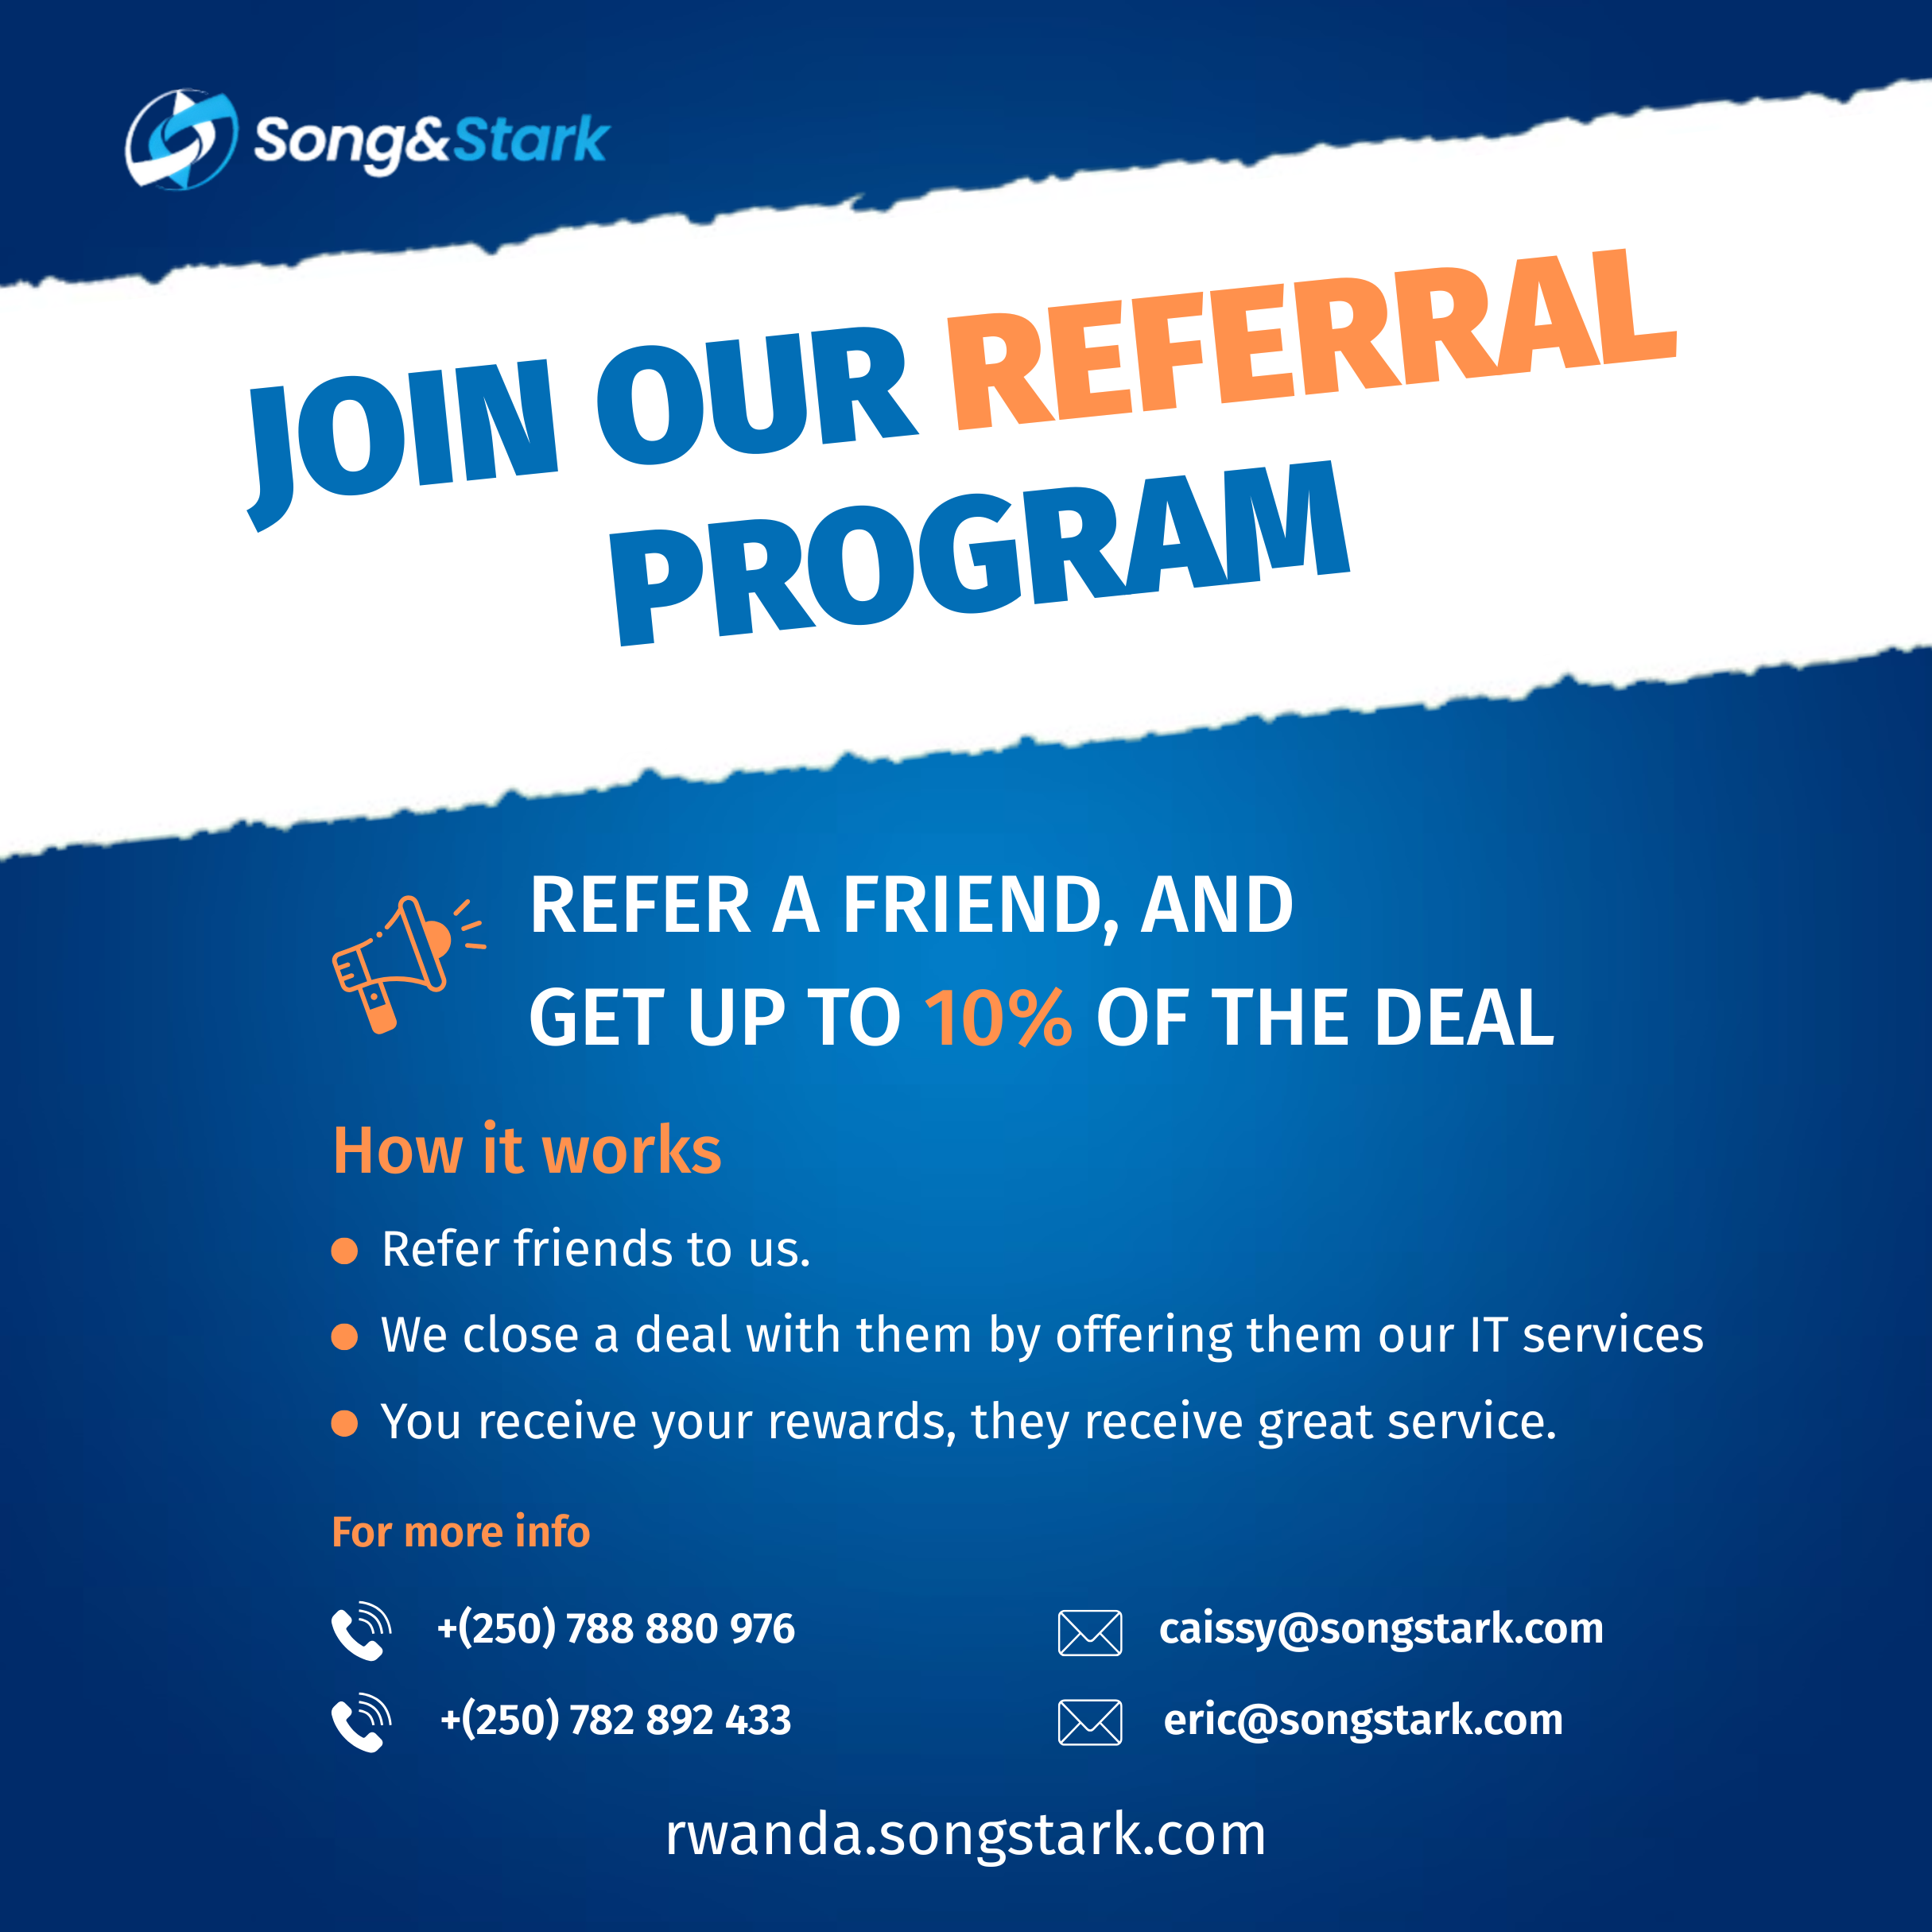 Song&Stark
JOIN OUR REFERRAL
PROGRAM
REFER A FRIEND, AND
GET UP TO 10% OF THE DEAL
How it works
Refer friends to us.
We close a deal with them by offering them our IT services
You receive your rewards, they receive great service.
For more info
+(250) 788 880 976
caissy@songstark.com
+(250) 782 892 433
eric@songstark.com
rwanda.songstark.com